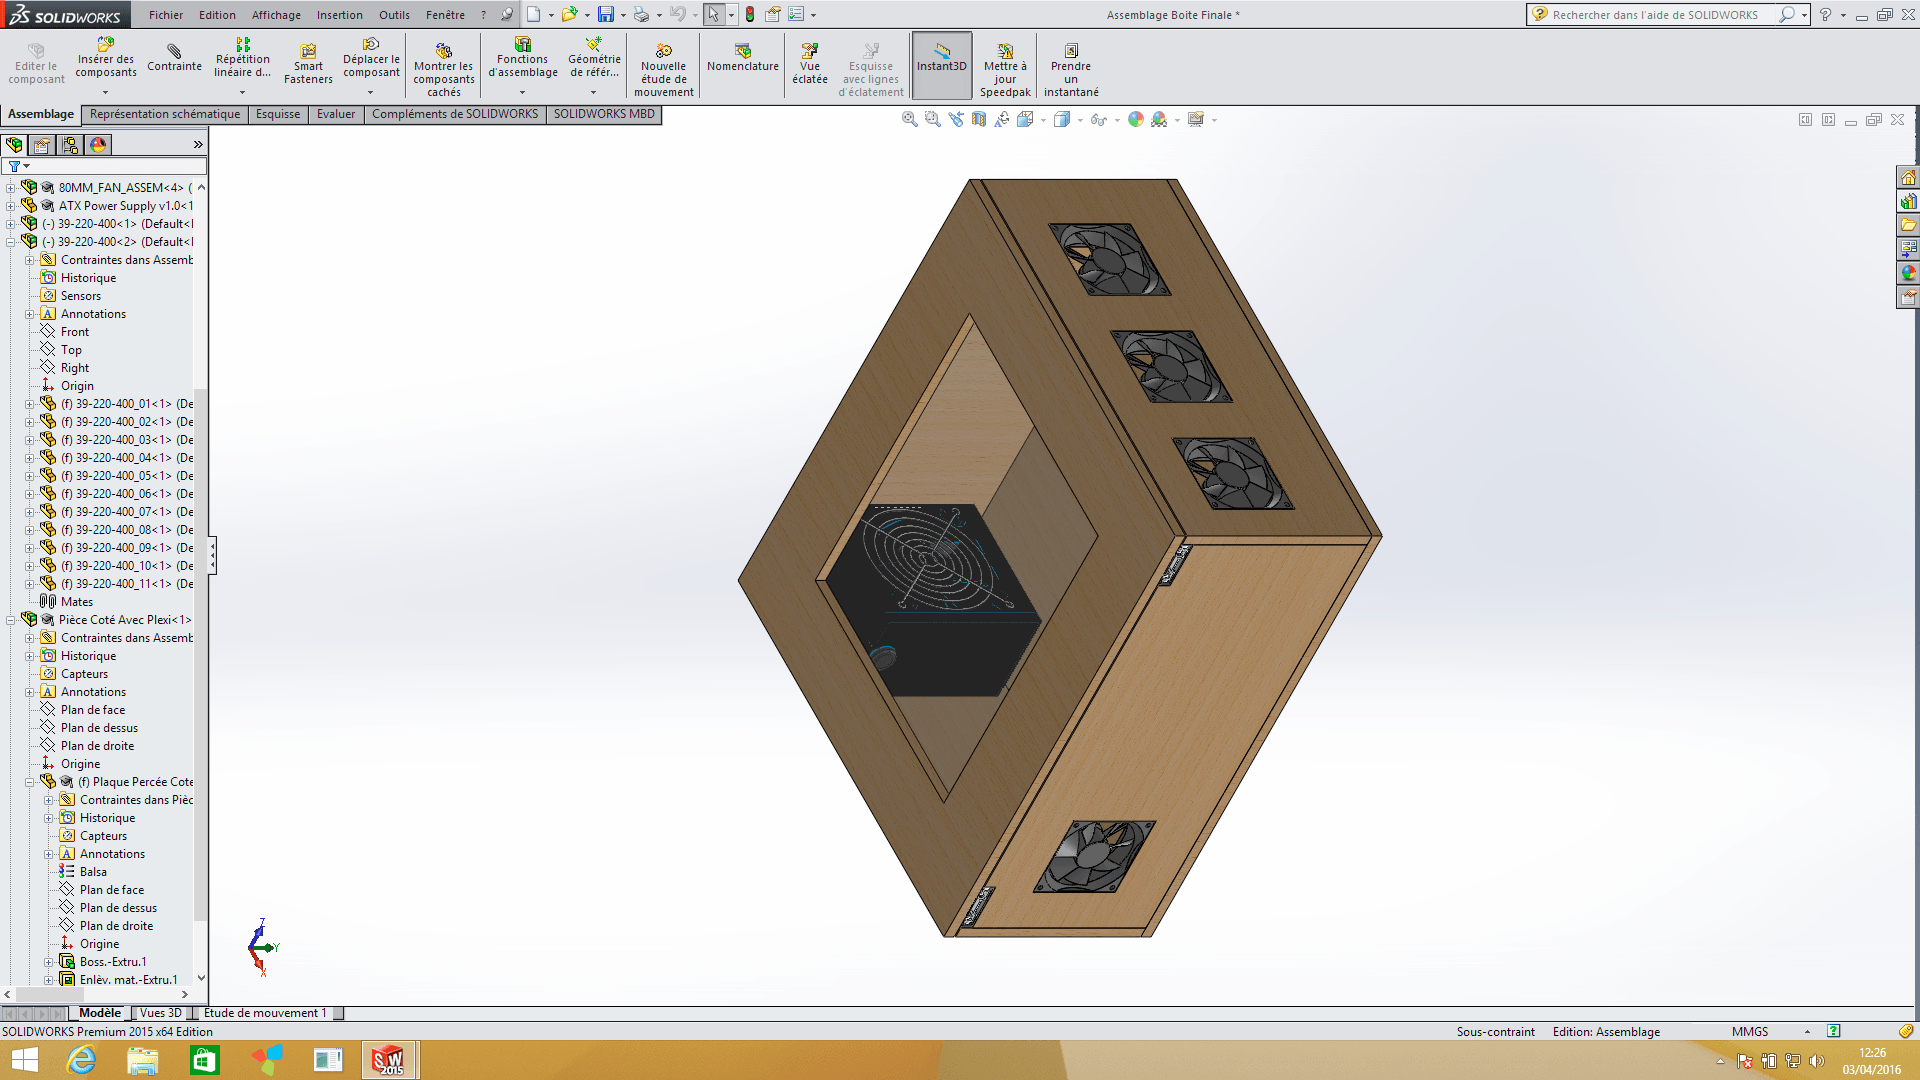 SOLIDWORKS
Fichier Edition Affichage Insertion Outils Fenêtre ?
Assemblage Boite Finale *
Rechercher dans l'aide de SOLIDWORKS
Editer le composant
Insérer des composants
Contrainte
Répétition linéaire d...
Smart Fasteners
Déplacer le composant
Montrer les composants cachés
Fonctions d'assemblage
Géométrie de référ...
Nouvelle étude de mouvement
Nomenclature
Vue éclatée
Esquisse avec lignes d'éclatement
Instant3D
Mettre à jour Speedpak
Prendre un instantané
Assemblage Représentation schématique Esquisse Evaluer Compléments de SOLIDWORKS SOLIDWORKS MBD
80MM_FAN_ASSEM<4> (
ATX Power Supply v1.0<1
(-) 39-220-400<1> (Default<
(-) 39-220-400<2> (Default<
Contraintes dans Assemb
Historique
Sensors
Annotations
Front
Top
Right
Origin
(f) 39-220-400_01<1> (De
(f) 39-220-400_02<1> (De
(f) 39-220-400_03<1> (De
(f) 39-220-400_04<1> (De
(f) 39-220-400_05<1> (De
(f) 39-220-400_06<1> (De
(f) 39-220-400_07<1> (De
(f) 39-220-400_08<1> (De
(f) 39-220-400_09<1> (De
(f) 39-220-400_10<1> (De
(f) 39-220-400_11<1> (De
Mates
Pièce Coté Avec Plexi<1>
Contraintes dans Assemb
Historique
Capteurs
Annotations
Plan de face
Plan de dessus
Plan de droite
Origine
(f) Plaque Percée Cote
Contraintes dans Pièc
Historique
Capteurs
Annotations
Balsa
Plan de face
Plan de dessus
Plan de droite
Origine
Boss.-Extru.1
Enlèv. mat.-Extru.1
Z
Y
X
Modèle Vues 3D Etude de mouvement 1
SOLIDWORKS Premium 2015 x64 Edition
Sous-contraint Edition: Assemblage MMGS
SW 2015
12:26
03/04/2016